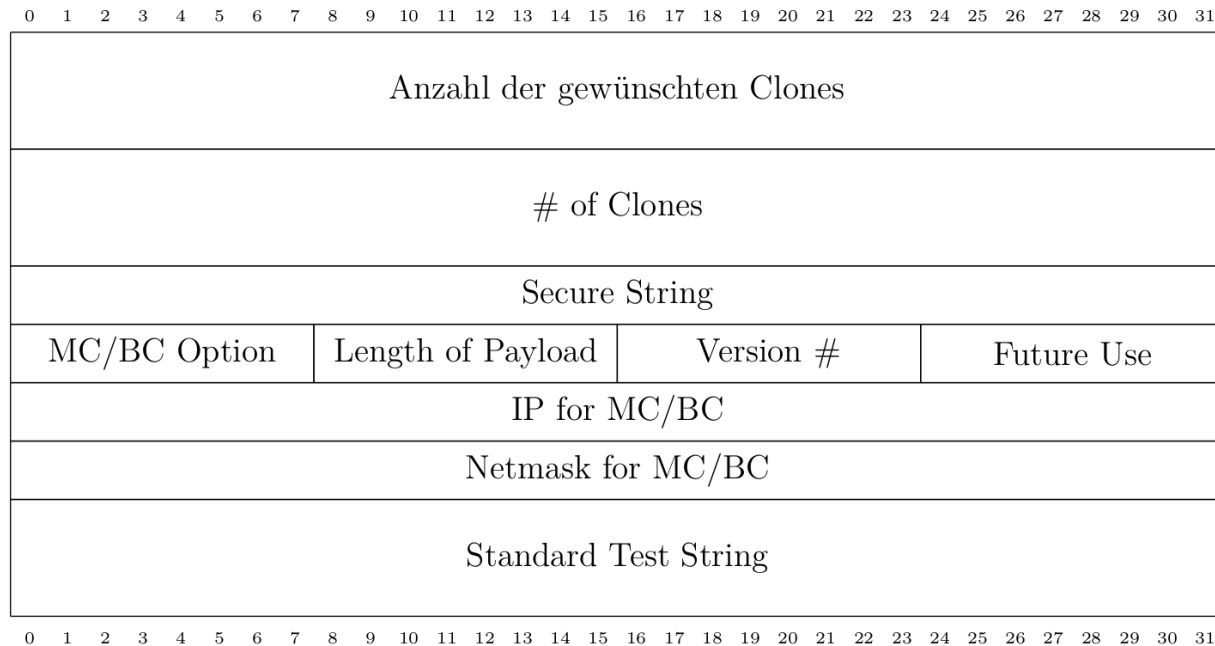 0 1 2 3 4 5 6 7 8 9 10 11 12 13 14 15 16 17 18 19 20 21 22 23 24 25 26 27 28 29 30 31
Anzahl der gewünschten Clones
# of Clones
Secure String
MC/BC Option Length of Payload Version # Future Use
IP for MC/BC
Netmask for MC/BC
Standard Test String
0 1 2 3 4 5 6 7 8 9 10 11 12 13 14 15 16 17 18 19 20 21 22 23 24 25 26 27 28 29 30 31